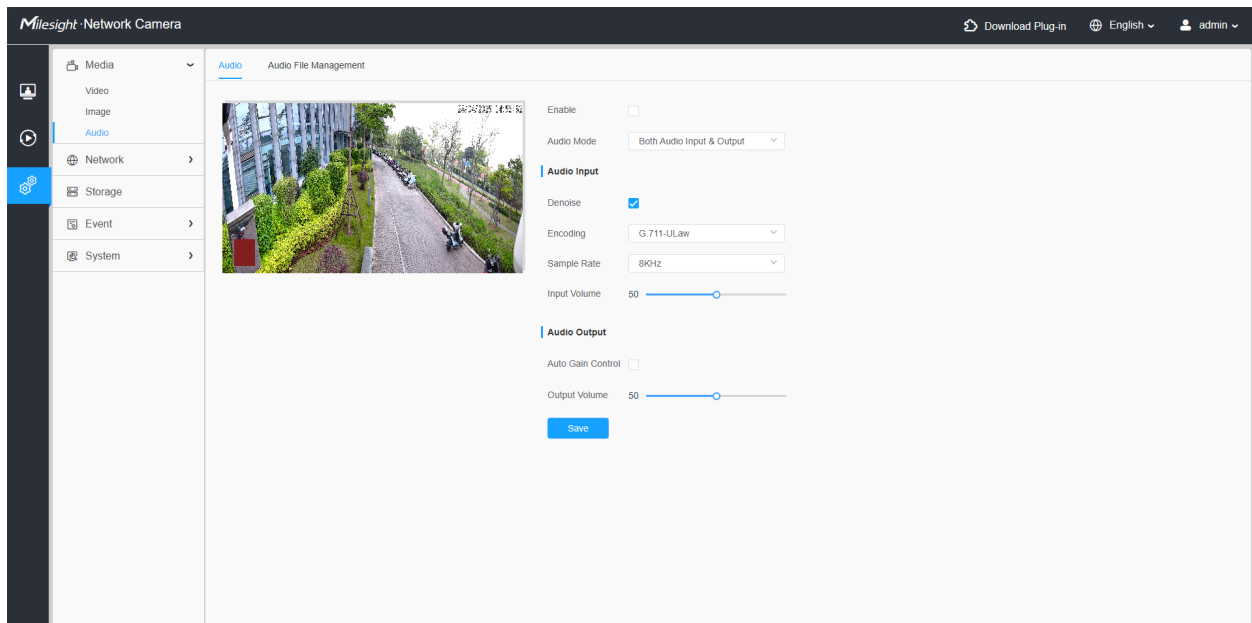 Milesight · Network Camera
Download Plug-in
English
admin
Media
Video
Image
Audio
Network
Storage
Event
System
Audio Audio File Management
Enable
Audio Mode Both Audio Input & Output
Audio Input
Denoise
Encoding G.711-ULaw
Sample Rate 8KHz
Input Volume 50
Audio Output
Auto Gain Control
Output Volume 50
Save